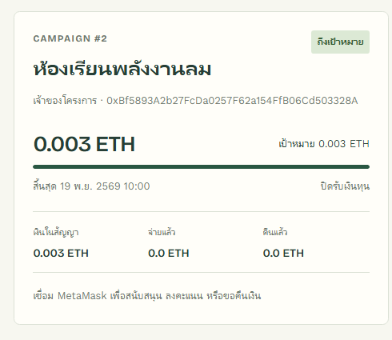 CAMPAIGN #2
ถึงเป้าหมาย
ห้องเรียนพลังงานลม
เจ้าของโครงการ · 0xBf5893A2b27FcDa0257F62a154FfB06Cd503328A
0.003 ETH
เป้าหมาย 0.003 ETH
สิ้นสุด 19 พ.ย. 2569 10:00
ปิดรับเงินทุน
เงินในสัญญา
จ่ายแล้ว
คืนแล้ว
0.003 ETH
0.0 ETH
0.0 ETH
เชื่อม MetaMask เพื่อสนับสนุน ลงคะแนน หรือขอคืนเงิน